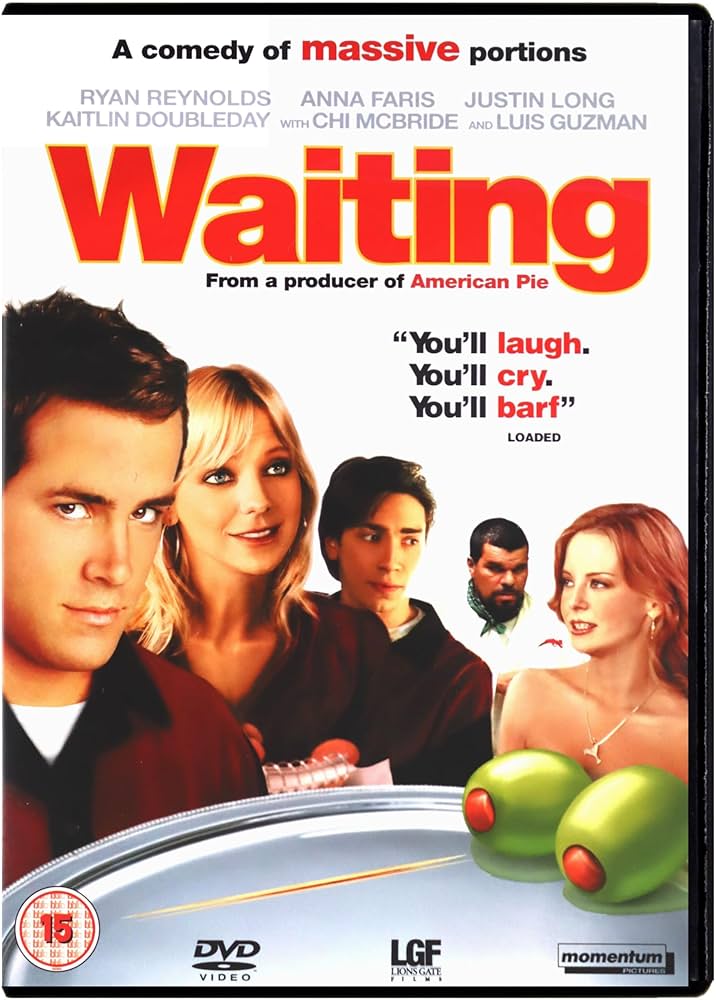 A comedy of massive portions
RYAN REYNOLDS ANNA FARIS JUSTIN LONG
KAITLIN DOUBLEDAY WITH CHI MCBRIDE AND LUIS GUZMAN
Waiting
From a producer of American Pie
“You’ll laugh.
You’ll cry.
You’ll barf”
LOADED
15
DVD
VIDEO
LGF
LIONS GATE
FILMS
momentum
PICTURES